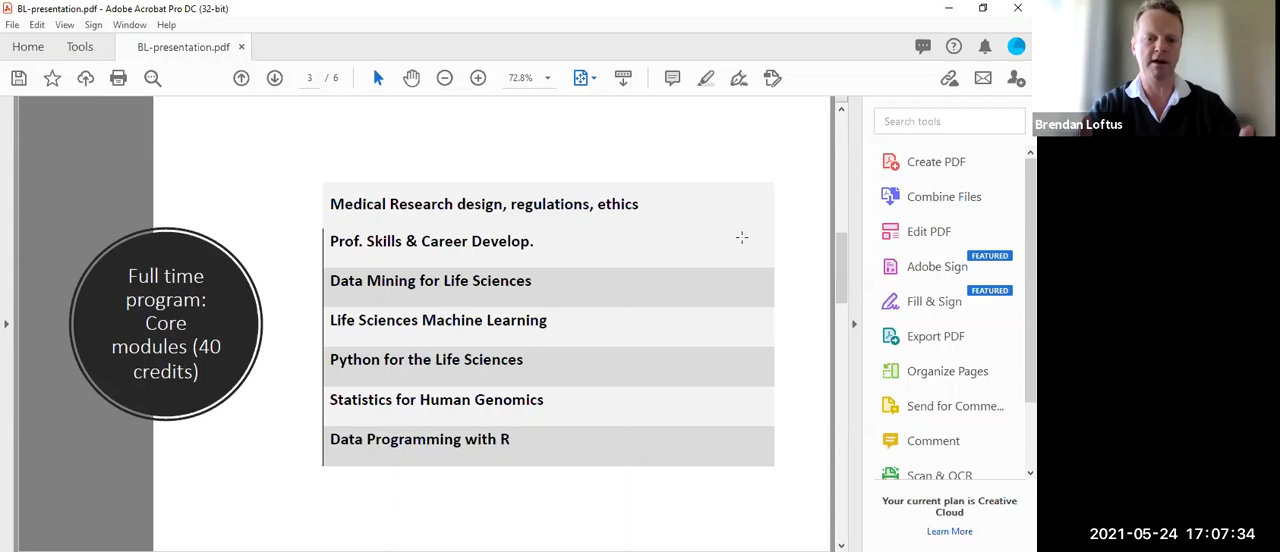 BL-presentation.pdf - Adobe Acrobat Pro DC (32-bit)
File Edit View Sign Window Help
Home Tools BL-presentation.pdf
3 / 6 72.8%
Full time
program:
Core
modules (40
credits)
Medical Research design, regulations, ethics
Prof. Skills & Career Develop.
Data Mining for Life Sciences
Life Sciences Machine Learning
Python for the Life Sciences
Statistics for Human Genomics
Data Programming with R
Search tools
Create PDF
Combine Files
Edit PDF
FEATURED
Adobe Sign
FEATURED
Fill & Sign
Export PDF
Organize Pages
Send for Comme...
Comment
Scan & OCR
Your current plan is Creative
Cloud
Learn More
Brendan Loftus
2021-05-24 17:07:34